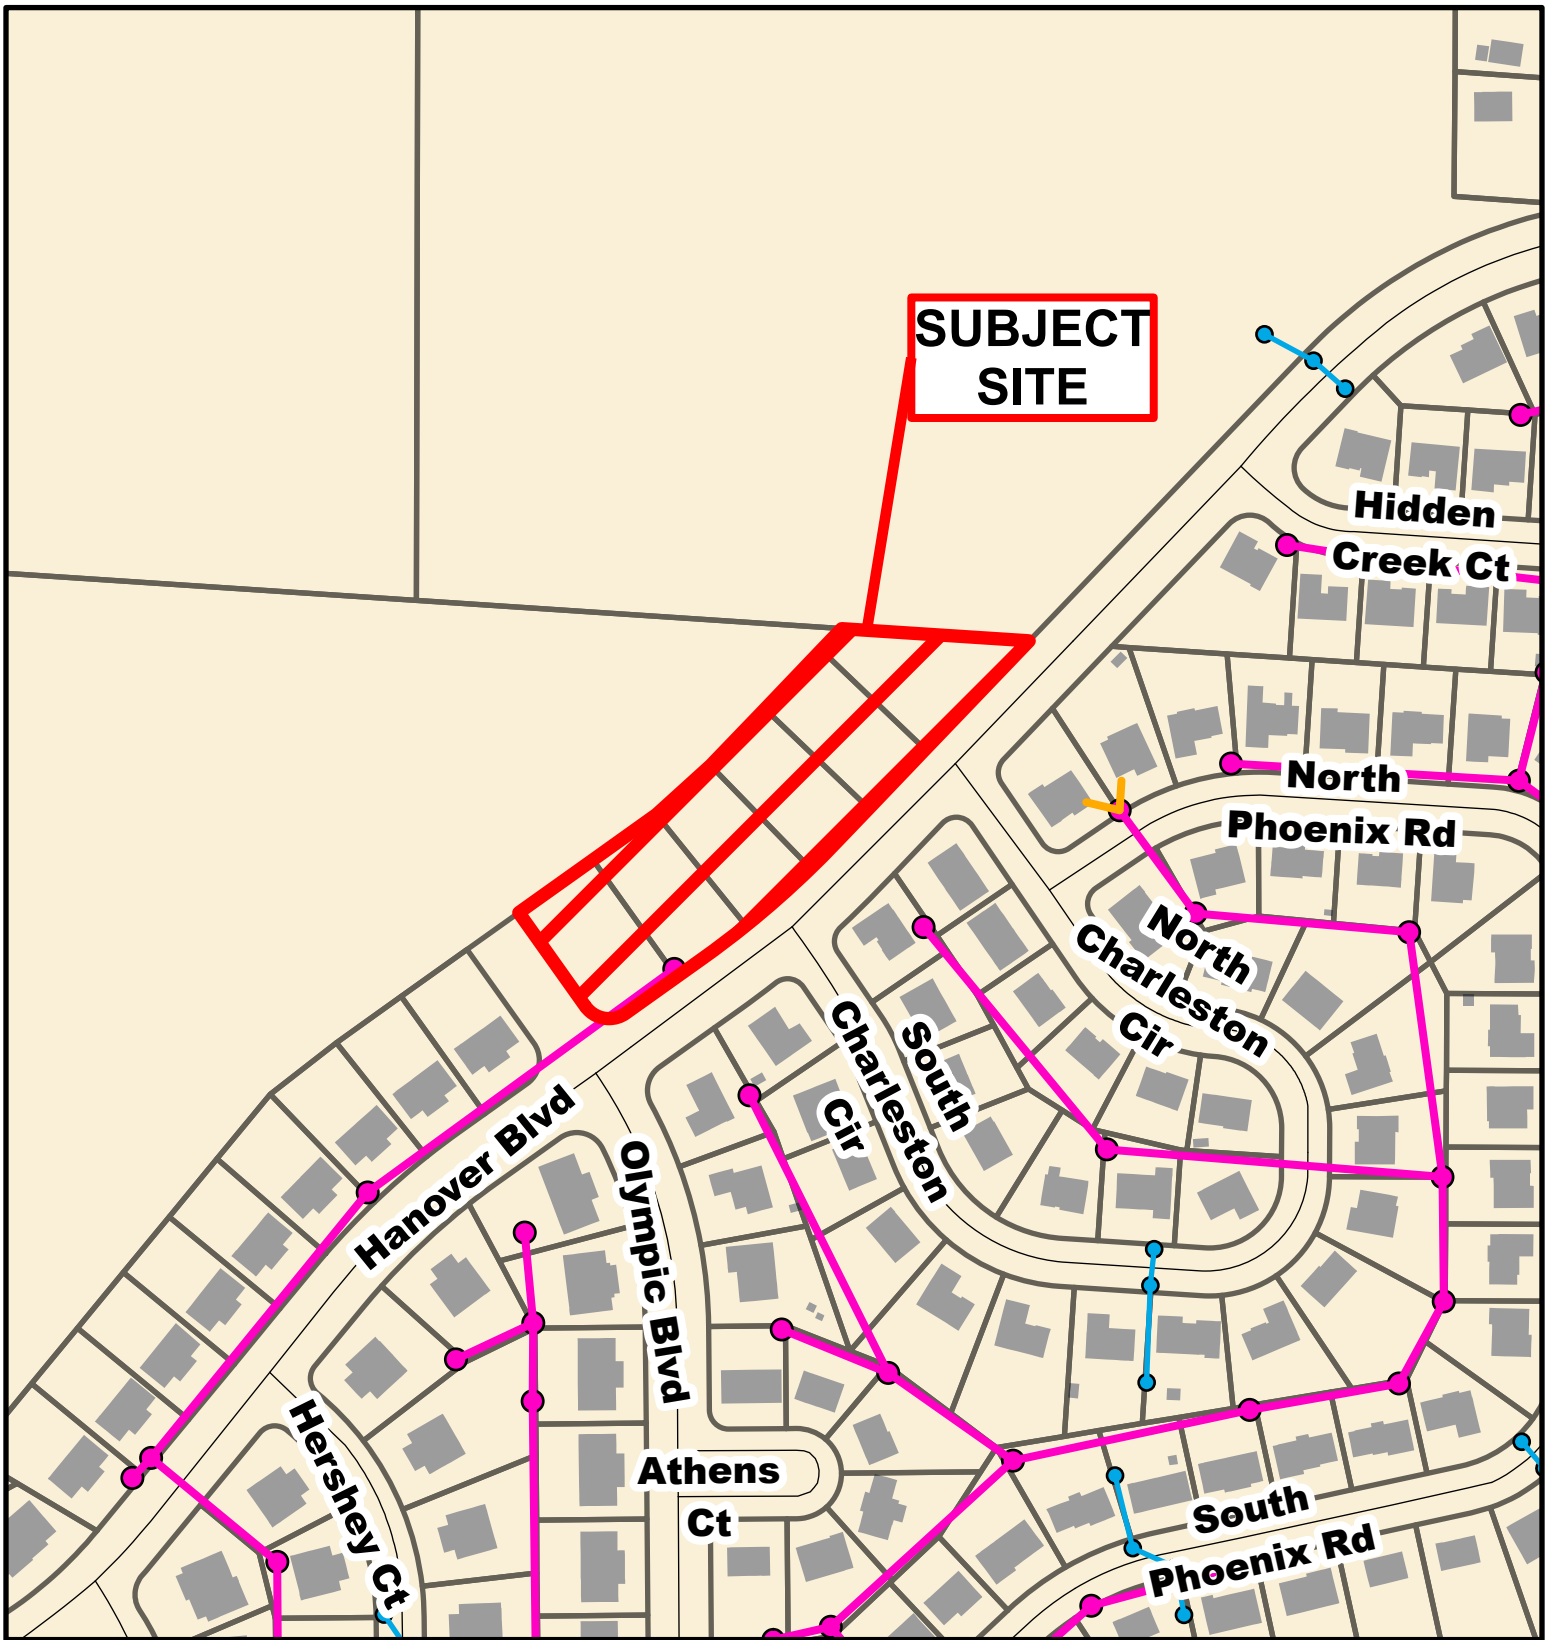 SUBJECT
SITE
Hidden
Creek Ct
North
Phoenix Rd
North
Charleston
Cir
South
Charleston
Cir
Hanover Blvd
Olympic Blvd
Hershey Ct
Athens
Ct
South
Phoenix Rd